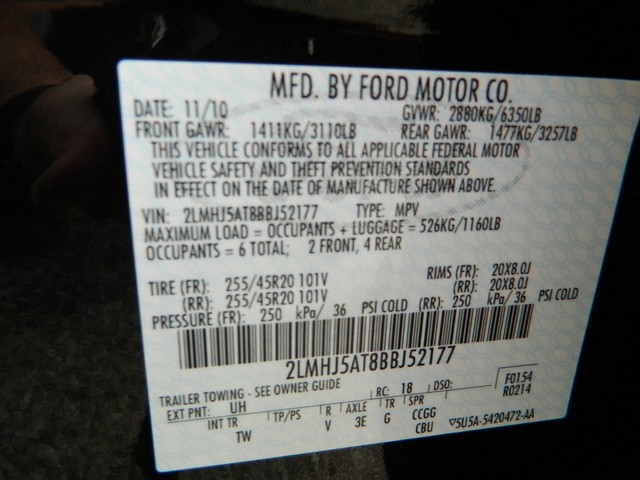 MFD. BY FORD MOTOR CO.
DATE: 11/10 GVWR: 2880KG/6350LB
FRONT GAWR: 1411KG/3110LB REAR GAWR: 1477KG/3257LB
THIS VEHICLE CONFORMS TO ALL APPLICABLE FEDERAL MOTOR
VEHICLE SAFETY AND THEFT PREVENTION STANDARDS
IN EFFECT ON THE DATE OF MANUFACTURE SHOWN ABOVE.
VIN: 2LMHJ5AT8BBJ52177 TYPE: MPV
MAXIMUM LOAD = OCCUPANTS + LUGGAGE = 526KG/1160LB
OCCUPANTS = 6 TOTAL; 2 FRONT, 4 REAR
TIRE (FR): 255/45R20 101V RIMS (FR): 20X8.0J
(RR): 255/45R20 101V (RR): 20X8.0J
PRESSURE (FR): 250 kPa/ 36 PSI COLD (RR): 250 kPa/ 36 PSI COLD
2LMHJ5AT8BBJ52177
TRAILER TOWING - SEE OWNER GUIDE
EXT PNT: UH RC: 18 DSO: F0154
R0214
INT TR TP/PS R AXLE TR SPR
TW V 3E G CCGG
CBU ▽5U5A-5420472-AA